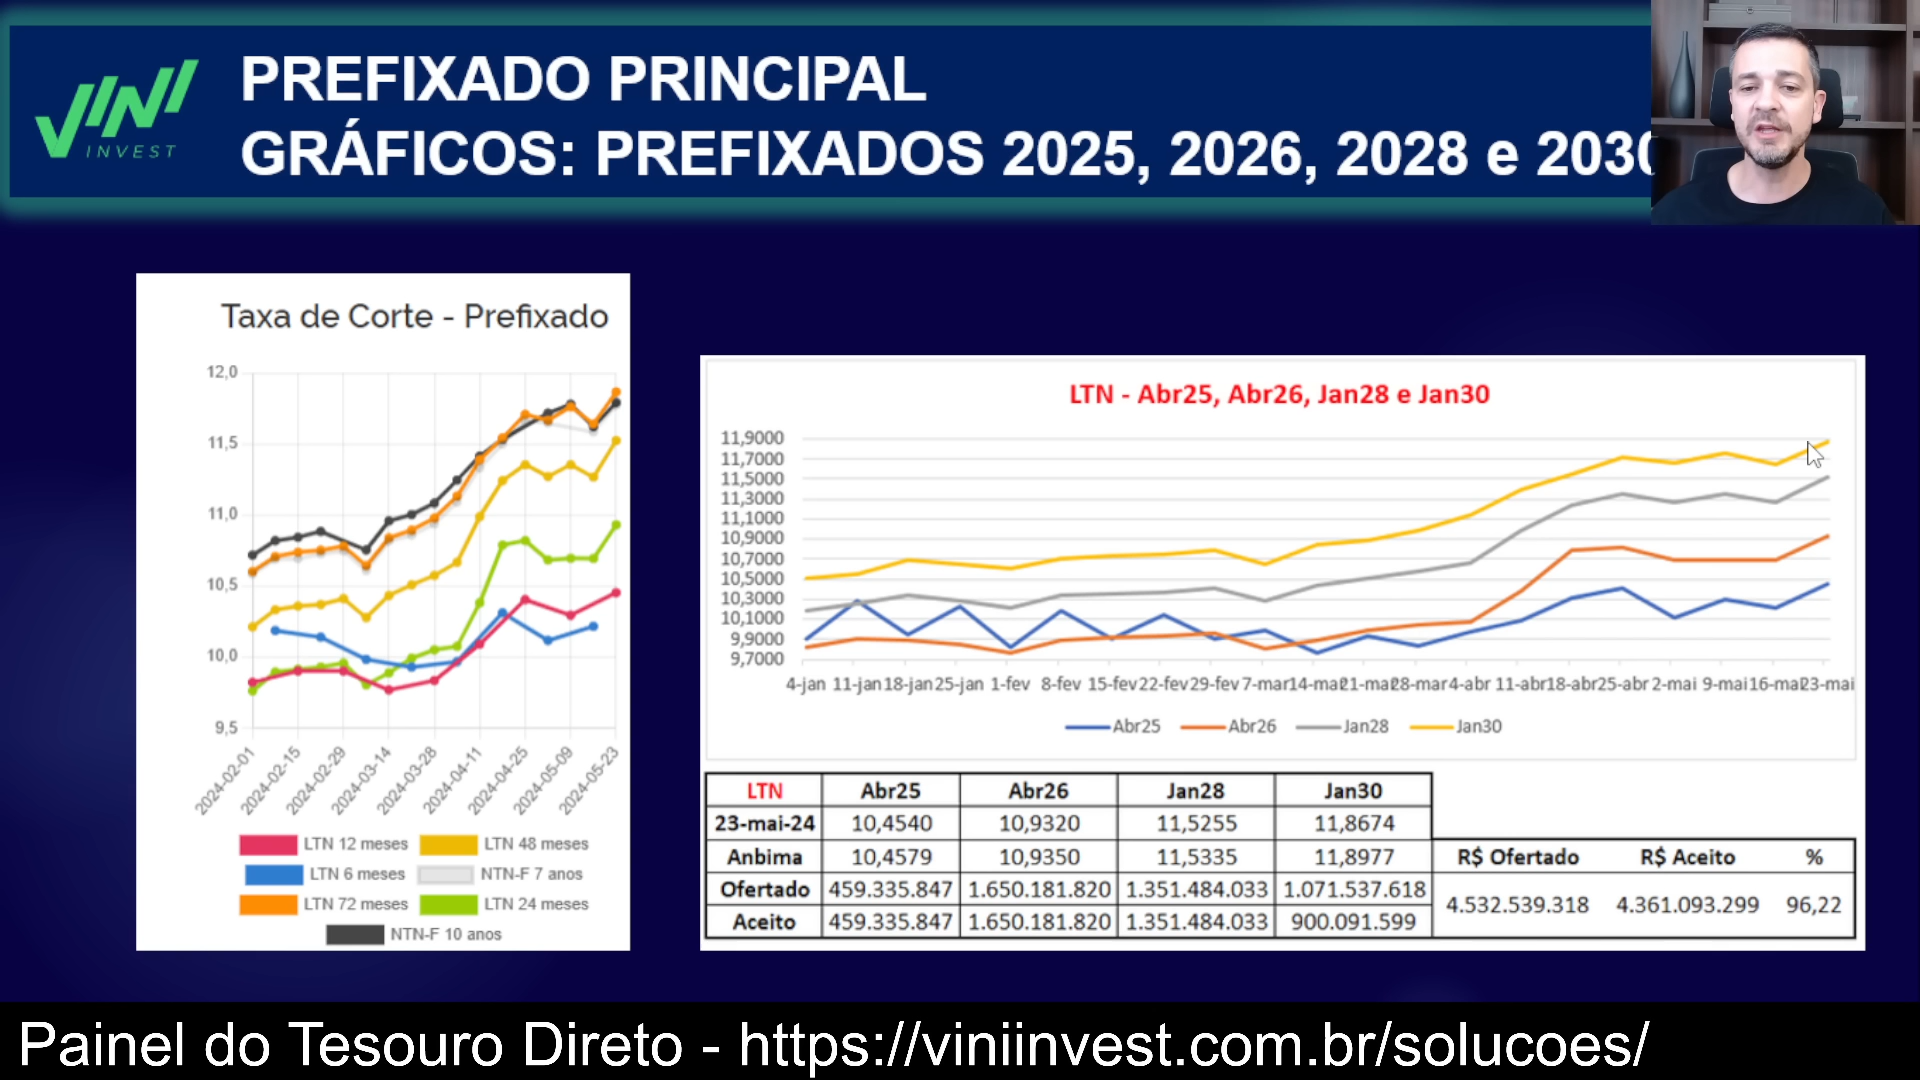 VINI
INVEST
PREFIXADO PRINCIPAL
GRÁFICOS: PREFIXADOS 2025, 2026, 2028 e 2030
Taxa de Corte - Prefixado
12,0
11,5
11,0
10,5
10,0
9,5
2024-02-01 2024-02-15 2024-02-29 2024-03-14 2024-03-28 2024-04-11 2024-04-25 2024-05-09 2024-05-23
LTN 12 meses LTN 48 meses
LTN 6 meses NTN-F 7 anos
LTN 72 meses LTN 24 meses
NTN-F 10 anos
LTN - Abr25, Abr26, Jan28 e Jan30
11,9000
11,7000
11,5000
11,3000
11,1000
10,9000
10,7000
10,5000
10,3000
10,1000
9,9000
9,7000
4-jan 11-jan 18-jan 25-jan 1-fev 8-fev 15-fev 22-fev 29-fev 7-mar 14-mar 21-mar 28-mar 4-abr 11-abr 18-abr 25-abr 2-mai 9-mai 16-mai 23-mai
Abr25 Abr26 Jan28 Jan30
LTN Abr25 Abr26 Jan28 Jan30
23-mai-24 10,4540 10,9320 11,5255 11,8674
Anbima 10,4579 10,9350 11,5335 11,8977 R$ Ofertado R$ Aceito %
Ofertado 459.335.847 1.650.181.820 1.351.484.033 1.071.537.618
4.532.539.318 4.361.093.299 96,22
Aceito 459.335.847 1.650.181.820 1.351.484.033 900.091.599
Painel do Tesouro Direto - https://viniinvest.com.br/solucoes/